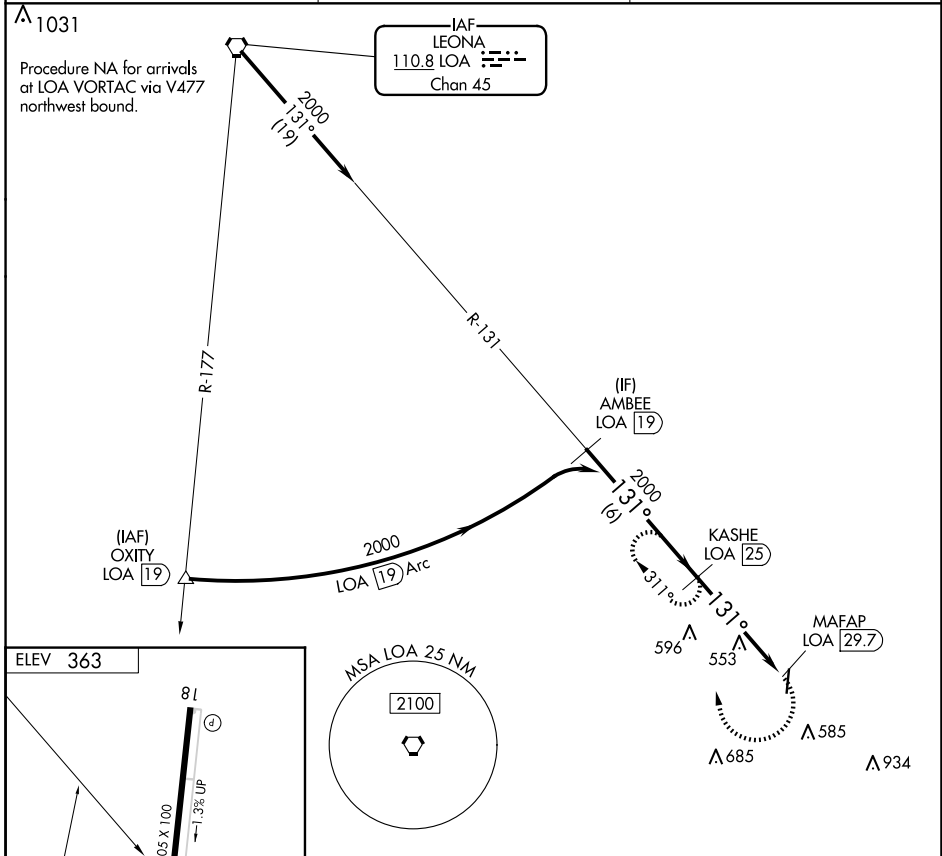 1031
Procedure NA for arrivals
at LOA VORTAC via V477
northwest bound.
IAF
LEONA
110.8 LOA
Chan 45
2000
131°
(19)
R-131
R-177
(IF)
AMBEE
LOA 19
2000
131°
(6)
(IAF)
OXITY
LOA 19
2000
LOA 19 Arc
KASHE
LOA 25
311°
131°
MAFAP
LOA 29.7
596
553
585
685
934
ELEV 363
18
P
1.3% UP
05 X 100
MSA LOA 25 NM
2100